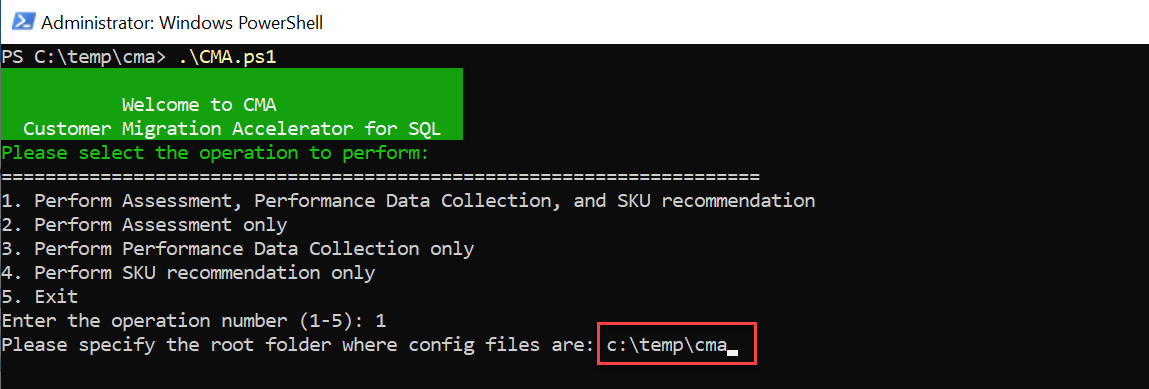 Administrator: Windows PowerShell
PS C:\temp\cma> .\CMA.ps1
Welcome to CMA
Customer Migration Accelerator for SQL
Please select the operation to perform:
=====================================================================
1. Perform Assessment, Performance Data Collection, and SKU recommendation
2. Perform Assessment only
3. Perform Performance Data Collection only
4. Perform SKU recommendation only
5. Exit
Enter the operation number (1-5): 1
Please specify the root folder where config files are: c:\temp\cma